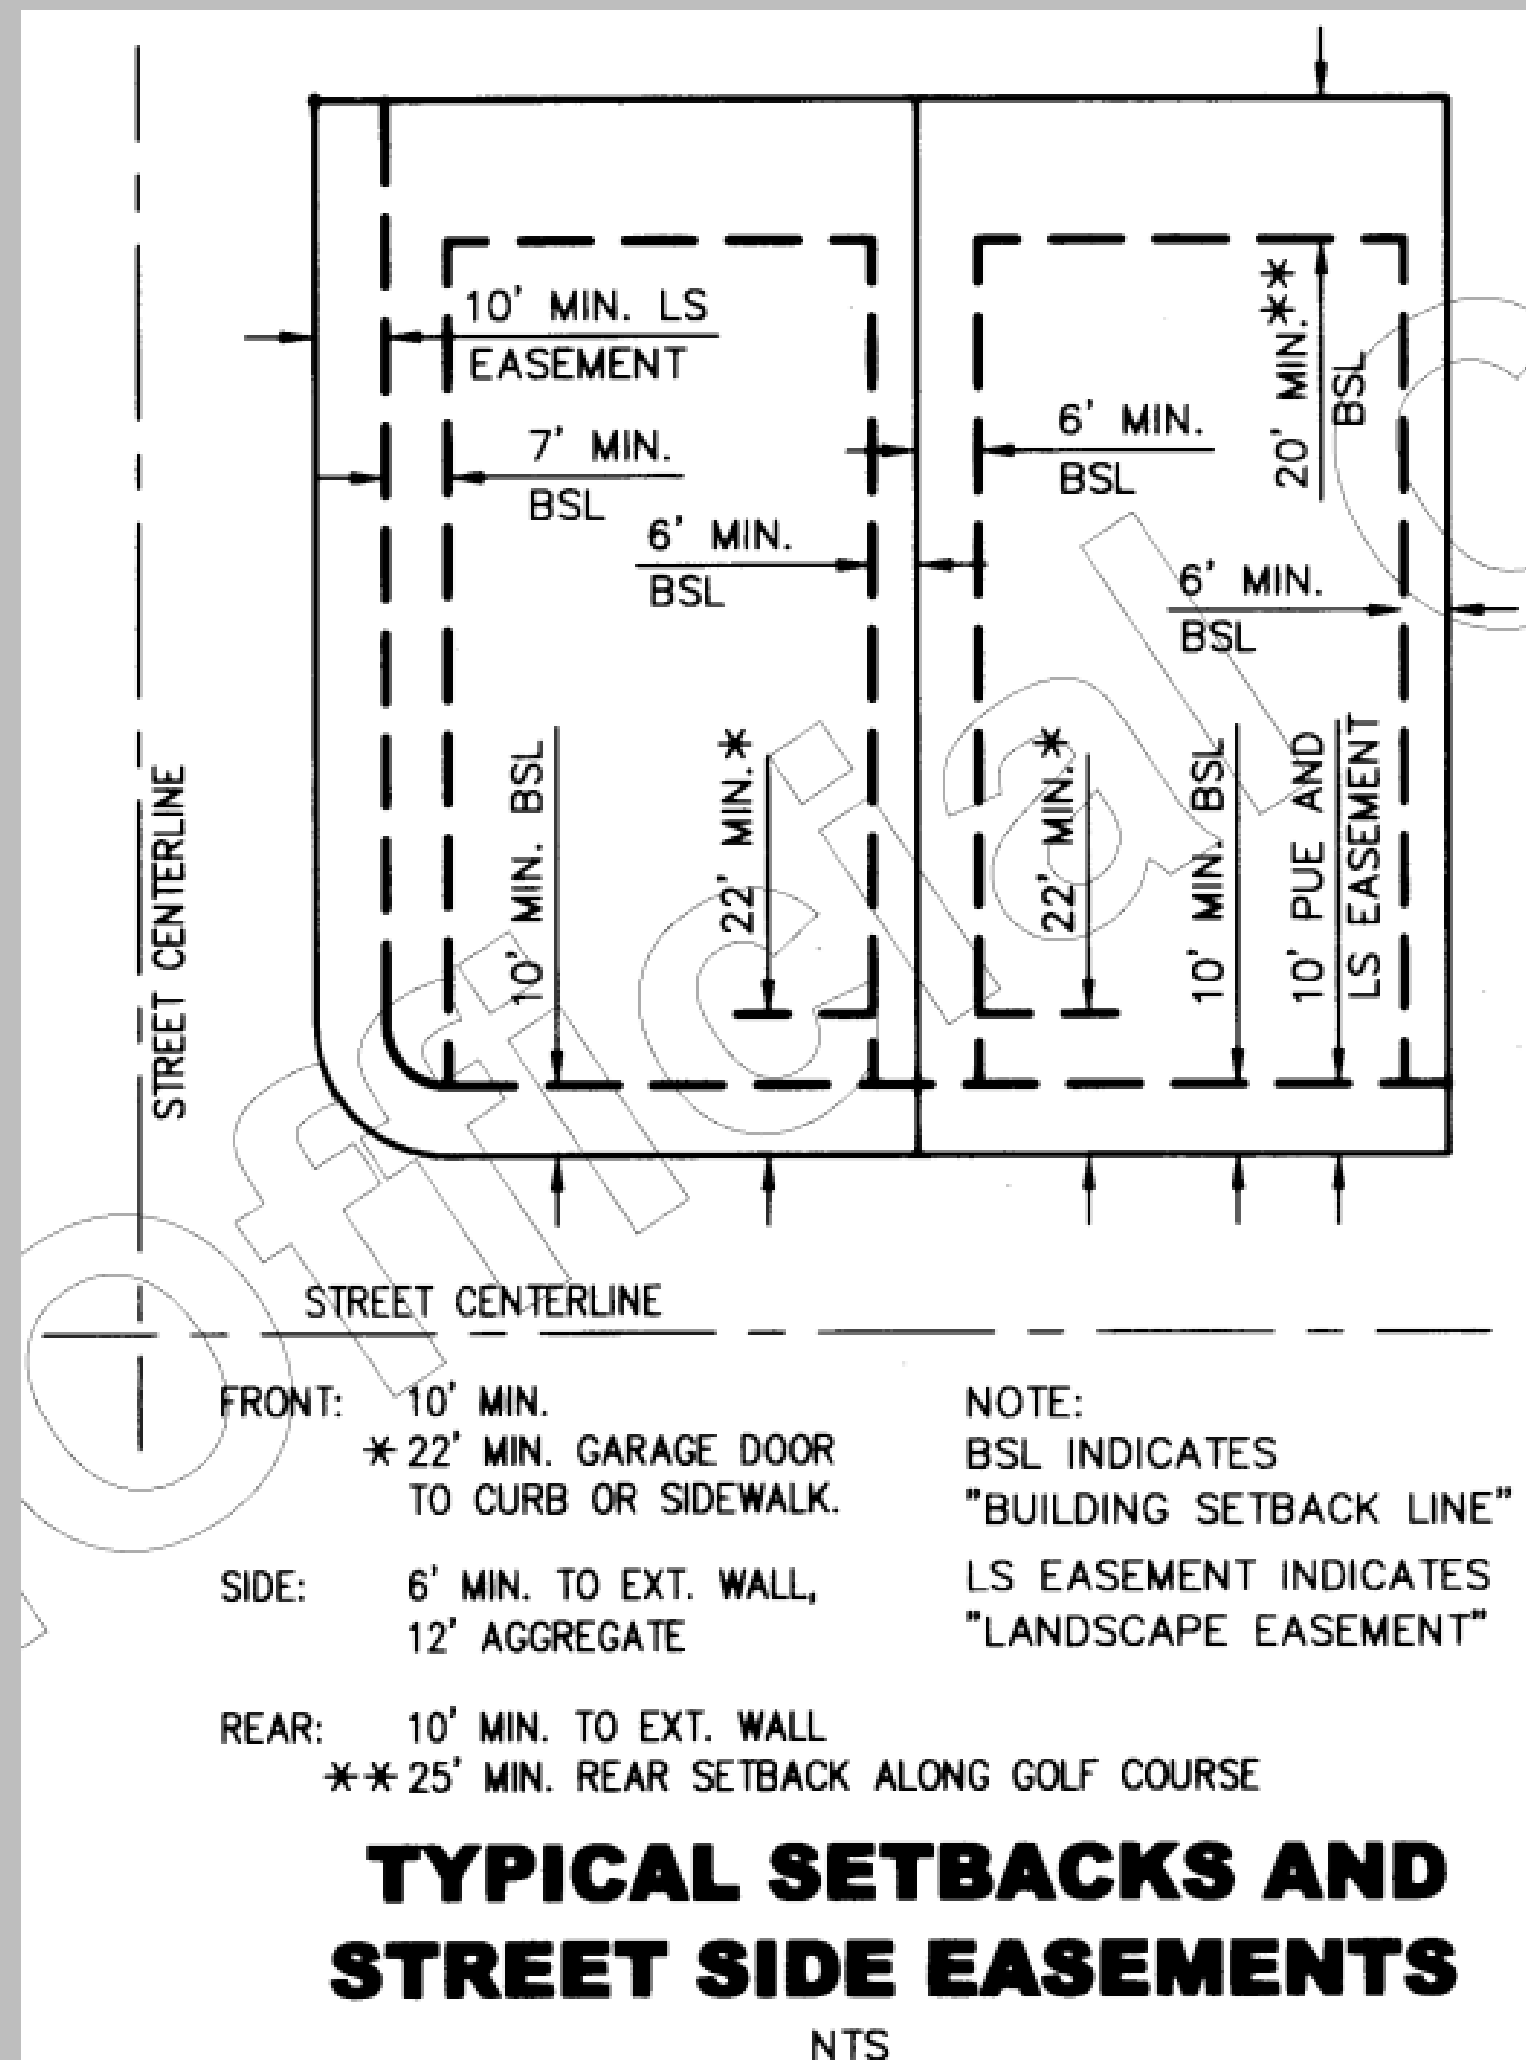 10' MIN. LS
EASEMENT
7' MIN.
BSL
6' MIN.
BSL
6' MIN.
BSL
20' MIN.**
BSL
6' MIN.
BSL
10' MIN. BSL
22' MIN.*
22' MIN.*
10' MIN. BSL
10' PUE AND
LS EASEMENT
STREET CENTERLINE
STREET CENTERLINE
FRONT: 10' MIN.
* 22' MIN. GARAGE DOOR
TO CURB OR SIDEWALK.
SIDE: 6' MIN. TO EXT. WALL,
12' AGGREGATE
REAR: 10' MIN. TO EXT. WALL
** 25' MIN. REAR SETBACK ALONG GOLF COURSE
NOTE:
BSL INDICATES
"BUILDING SETBACK LINE"
LS EASEMENT INDICATES
"LANDSCAPE EASEMENT"
TYPICAL SETBACKS AND
STREET SIDE EASEMENTS
NTS
official